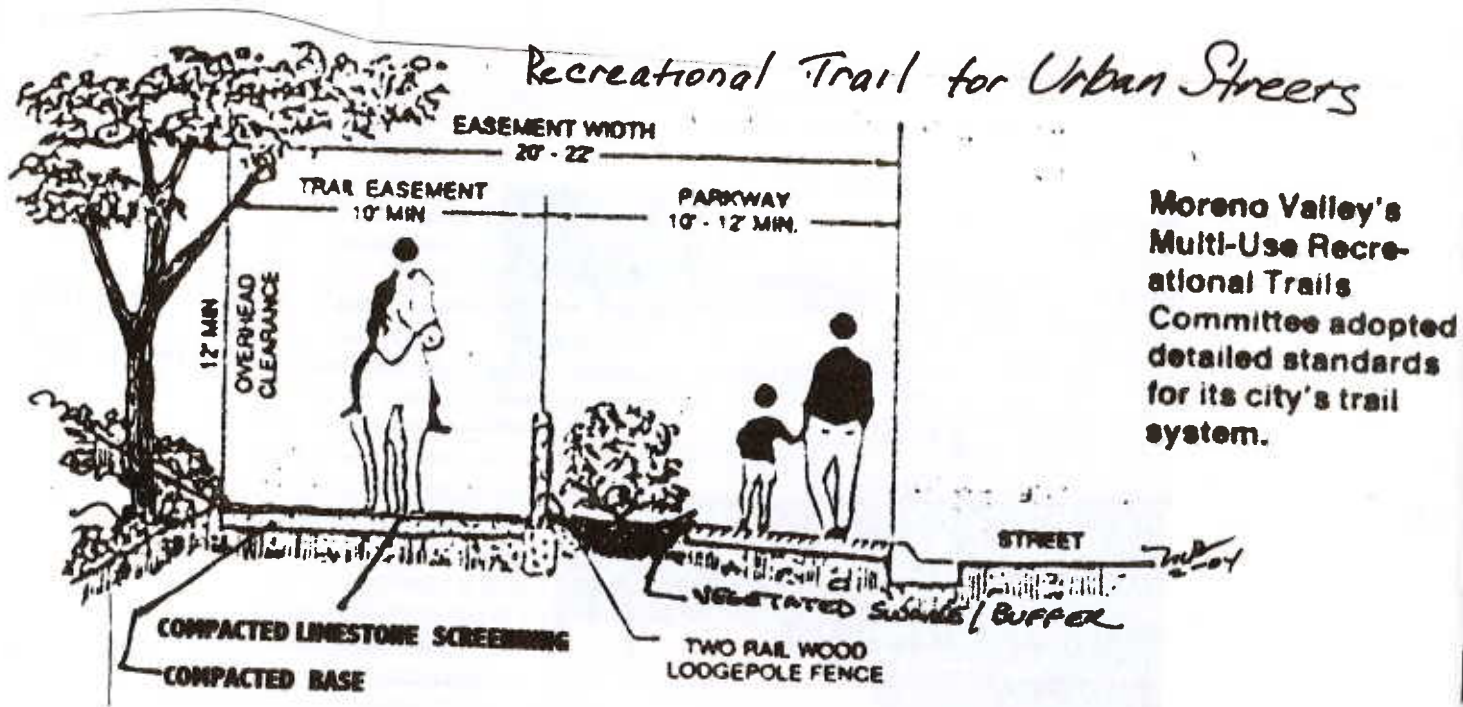 Recreational Trail for Urban Streets
EASEMENT WIDTH
20' - 22'
TRAIL EASEMENT
10' MIN
PARKWAY
10' - 12' MIN.
12' MIN
OVERHEAD
CLEARANCE
Moreno Valley's
Multi-Use Recre-
ational Trails
Committee adopted
detailed standards
for its city's trail
system.
STREET
VEGETATED SWALE / BUFFER
COMPACTED LIMESTONE SCREENING
TWO RAIL WOOD
LODGEPOLE FENCE
COMPACTED BASE